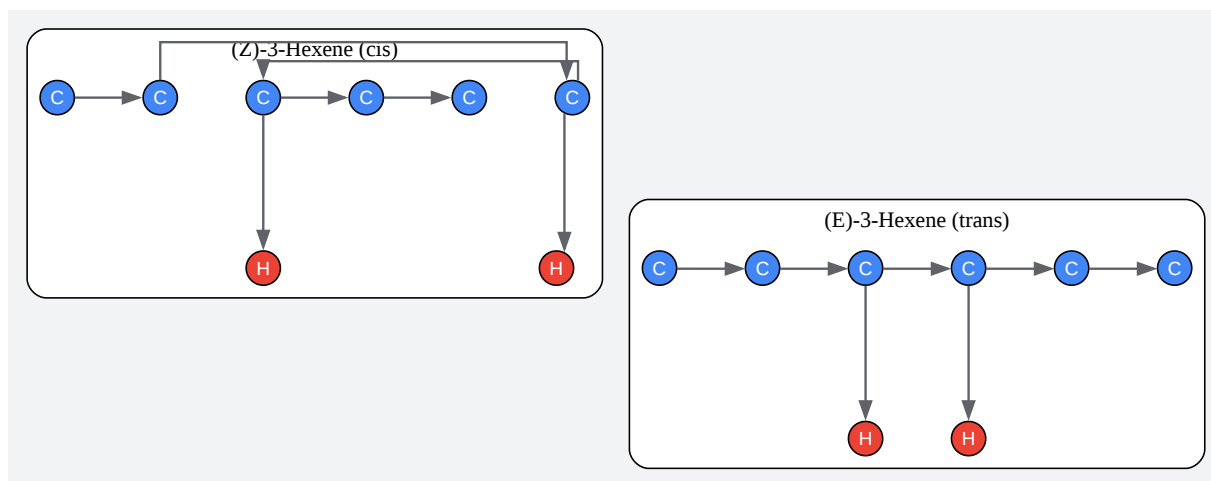 (Z)-3-Hexene (cis)
C C C C C C
H H
(E)-3-Hexene (trans)
C C C C C C
H H